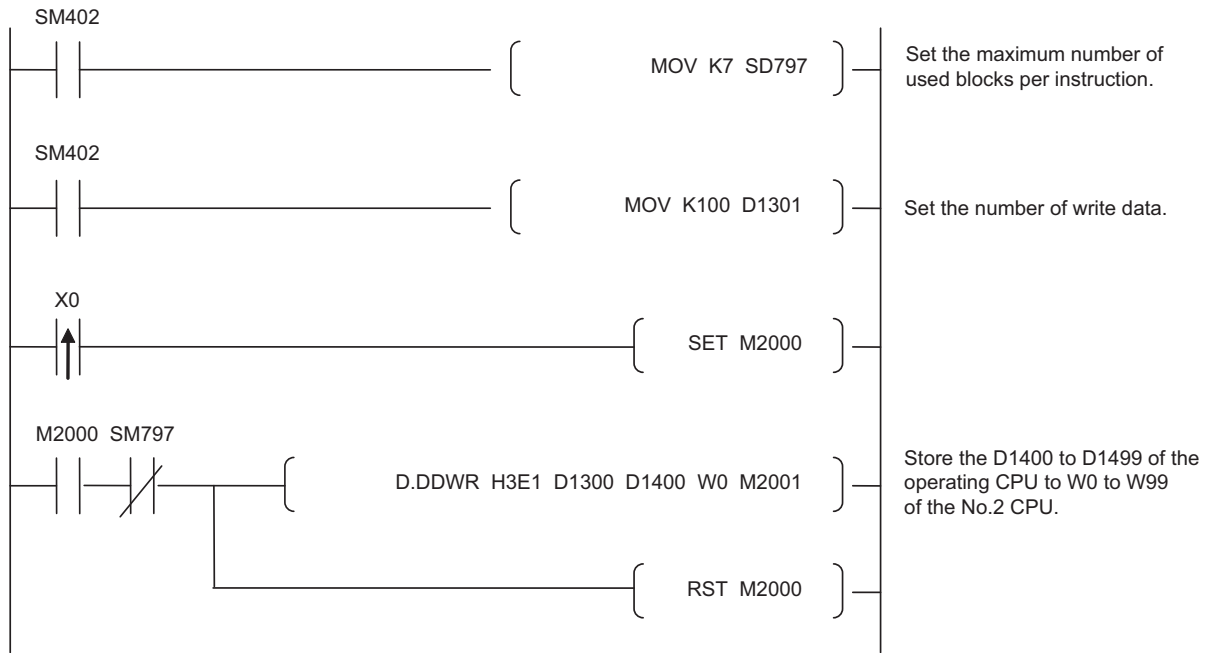 SM402
MOV K7 SD797
Set the maximum number of
used blocks per instruction.
SM402
MOV K100 D1301
Set the number of write data.
X0
SET M2000
M2000 SM797
D.DDWR H3E1 D1300 D1400 W0 M2001
Store the D1400 to D1499 of the
operating CPU to W0 to W99
of the No.2 CPU.
RST M2000